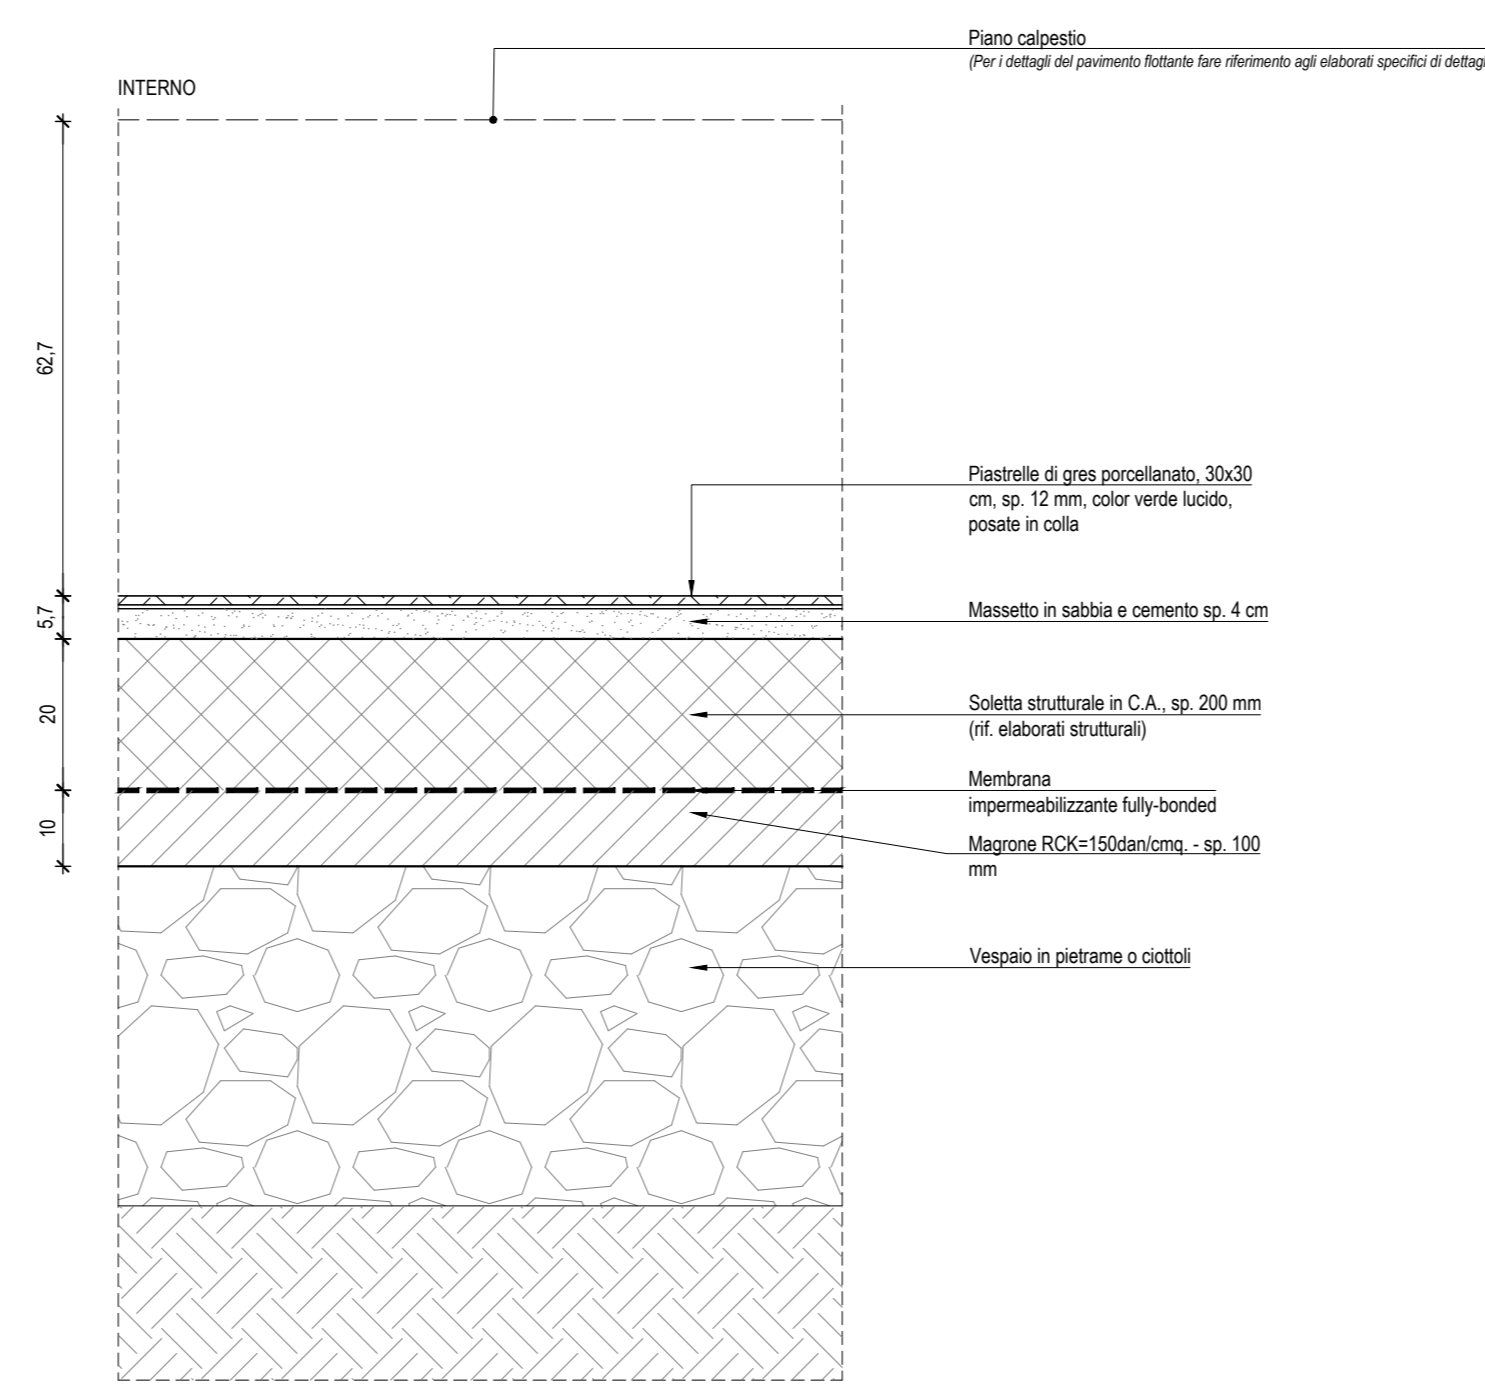 Piano calpestio
(Per i dettagli del pavimento flottante fare riferimento agli elaborati specifici di dettagl
INTERNO
62,7
Piastrelle di gres porcellanato, 30x30
cm, sp. 12 mm, color verde lucido,
posate in colla
5,7
Massetto in sabbia e cemento sp. 4 cm
20
Soletta strutturale in C.A., sp. 200 mm
(rif. elaborati strutturali)
Membrana
impermeabilizzante fully-bonded
10
Magrone RCK=150dan/cmq. - sp. 100
mm
Vespaio in pietrame o ciottoli